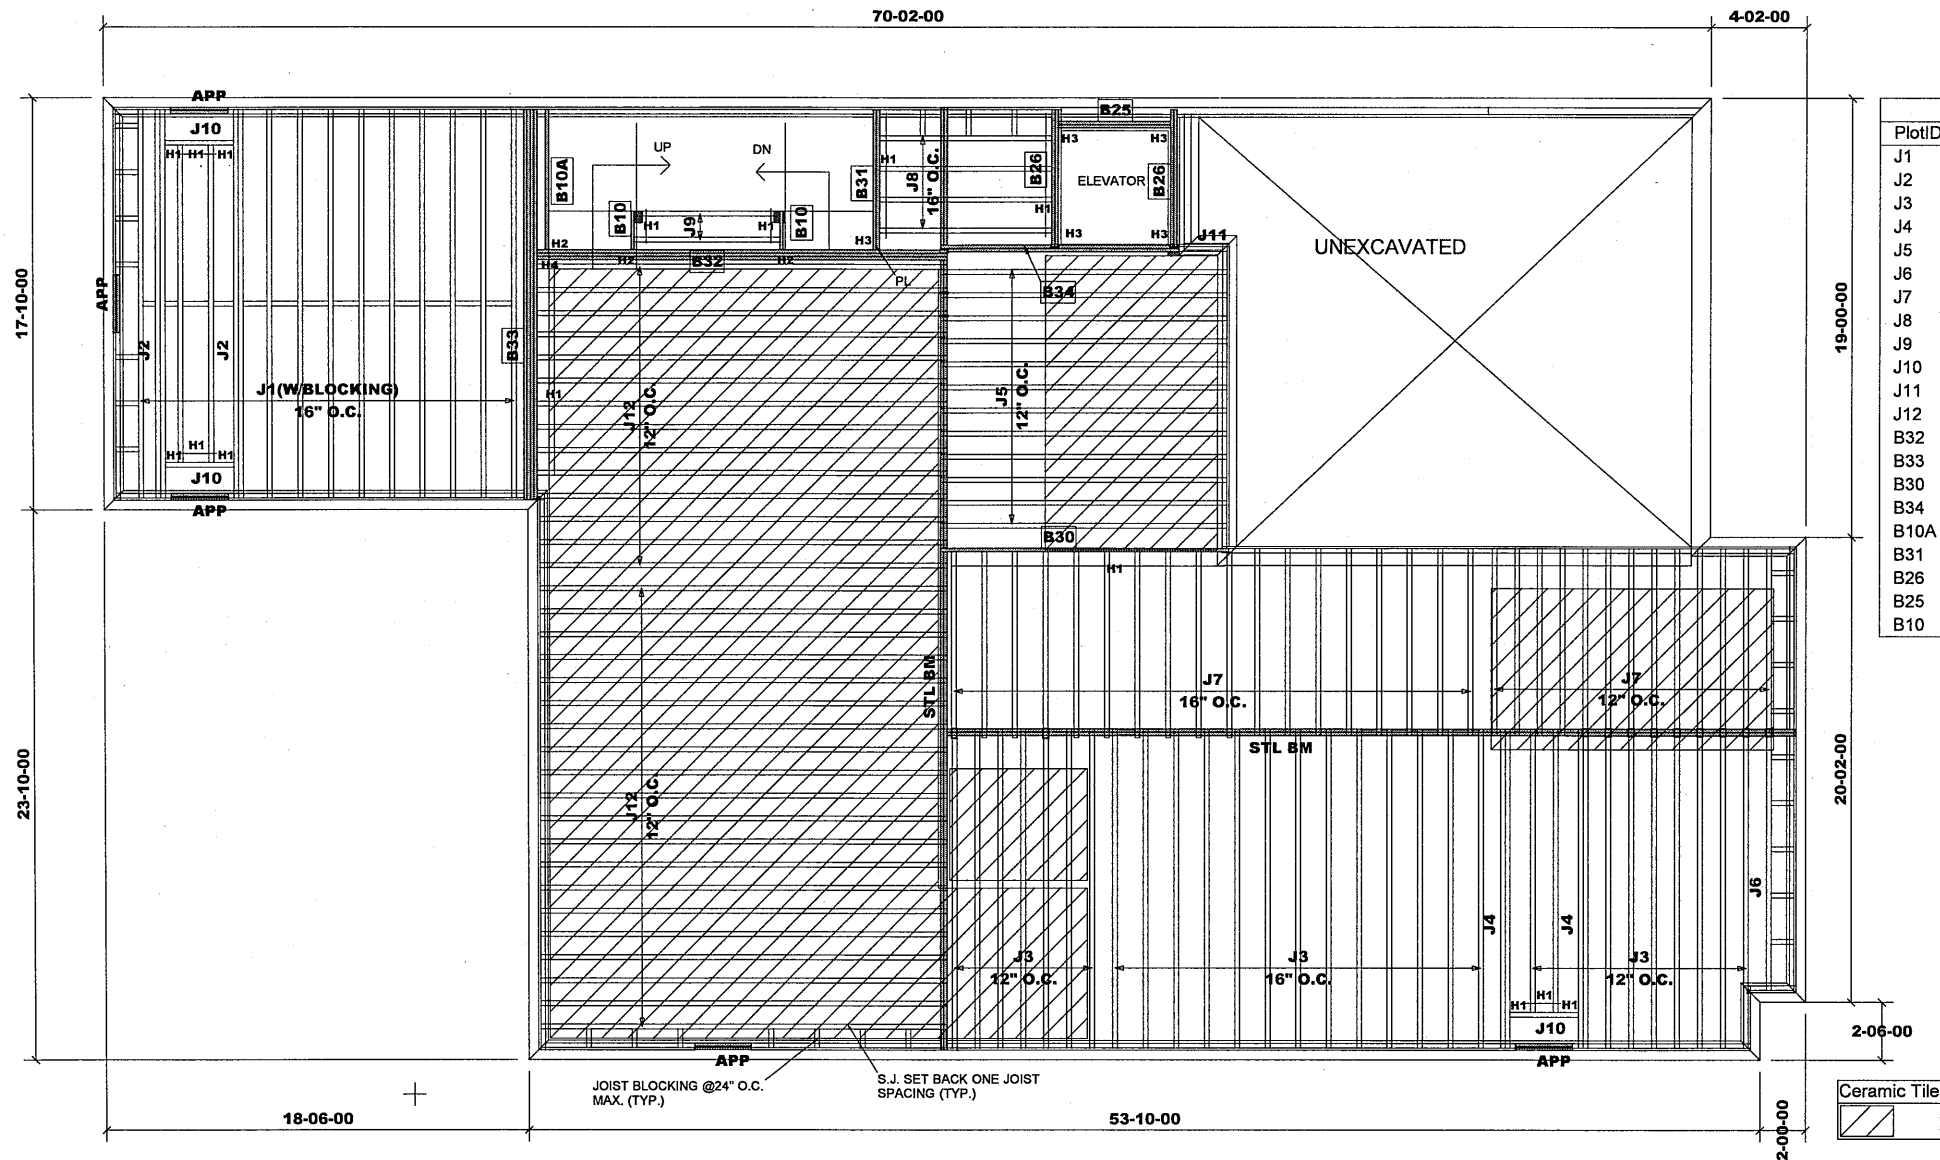 70-02-00
4-02-00
APP
J10
H1 H1 H1
B10A
UP
DN
B31
H1
J8
16" O.C.
B26
B25
H3
H3
ELEVATOR
B26
B10
H1
J9
H1
B10
H1
H2
H3
H3
H3
J11
UNEXCAVATED
H4
H2
B32
H2
PL
B34
17-10-00
APP
J2
J2
B33
J1(W/BLOCKING)
16" O.C.
H1
J12
12" O.C.
J5
12" O.C.
19-00-00
H1
H1
H1
J10
APP
B30
H1
STL BM
J7
16" O.C.
J7
12" O.C.
STL BM
23-10-00
J12
12" O.C.
20-02-00
J6
J4
J4
J3
12" O.C.
J3
16" O.C.
J3
12" O.C.
H1
H1
H1
J10
2-06-00
APP
APP
JOIST BLOCKING @24" O.C.
MAX. (TYP.)
S.J. SET BACK ONE JOIST
SPACING (TYP.)
18-06-00
53-10-00
2-00-00
PlotID
J1
J2
J3
J4
J5
J6
J7
J8
J9
J10
J11
J12
B32
B33
B30
B34
B10A
B31
B26
B25
B10
Ceramic Tile